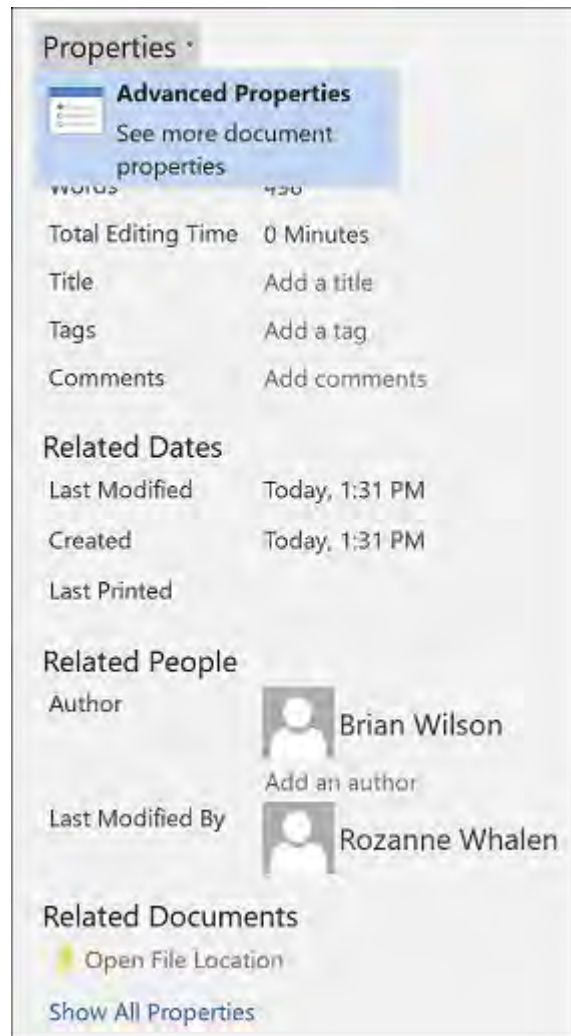 Properties
Advanced Properties
See more document
properties
Words 496
Total Editing Time 0 Minutes
Title Add a title
Tags Add a tag
Comments Add comments
Related Dates
Last Modified Today, 1:31 PM
Created Today, 1:31 PM
Last Printed
Related People
Author Brian Wilson
Add an author
Last Modified By Rozanne Whalen
Related Documents
Open File Location
Show All Properties